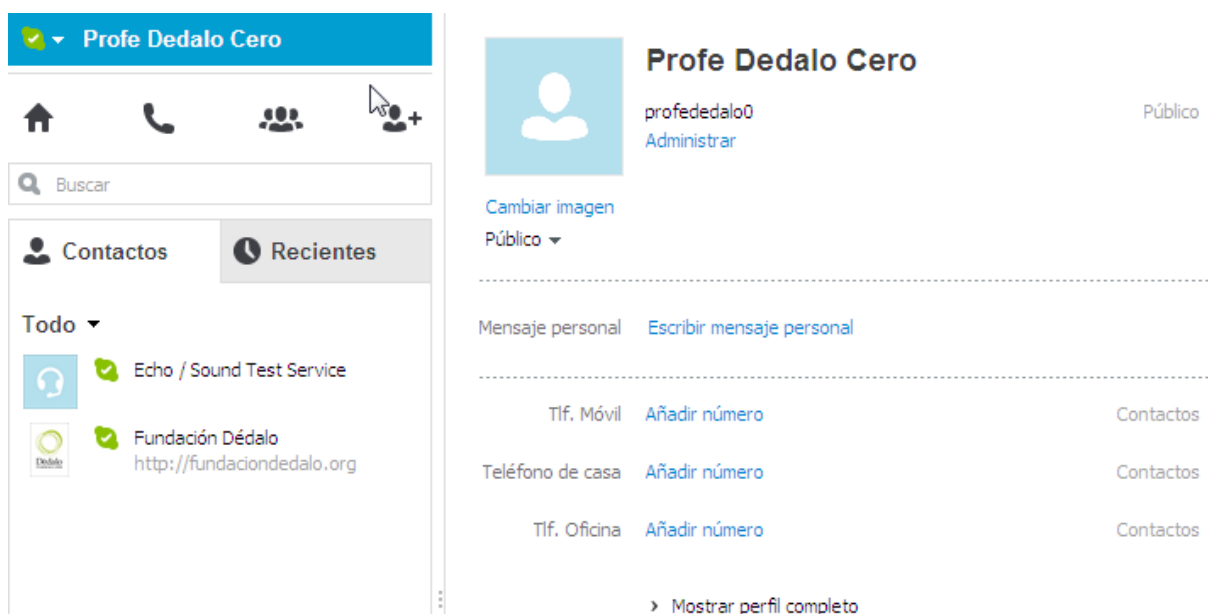 Profe Dedalo Cero
Buscar
Contactos
Recientes
Todo
Echo / Sound Test Service
Fundación Dédalo
http://fundaciondedalo.org
Dédalo
Profe Dedalo Cero
profededalo0
Público
Administrar
Cambiar imagen
Público
Mensaje personal Escribir mensaje personal
Tlf. Móvil Añadir número Contactos
Teléfono de casa Añadir número Contactos
Tlf. Oficina Añadir número Contactos
Mostrar perfil completo